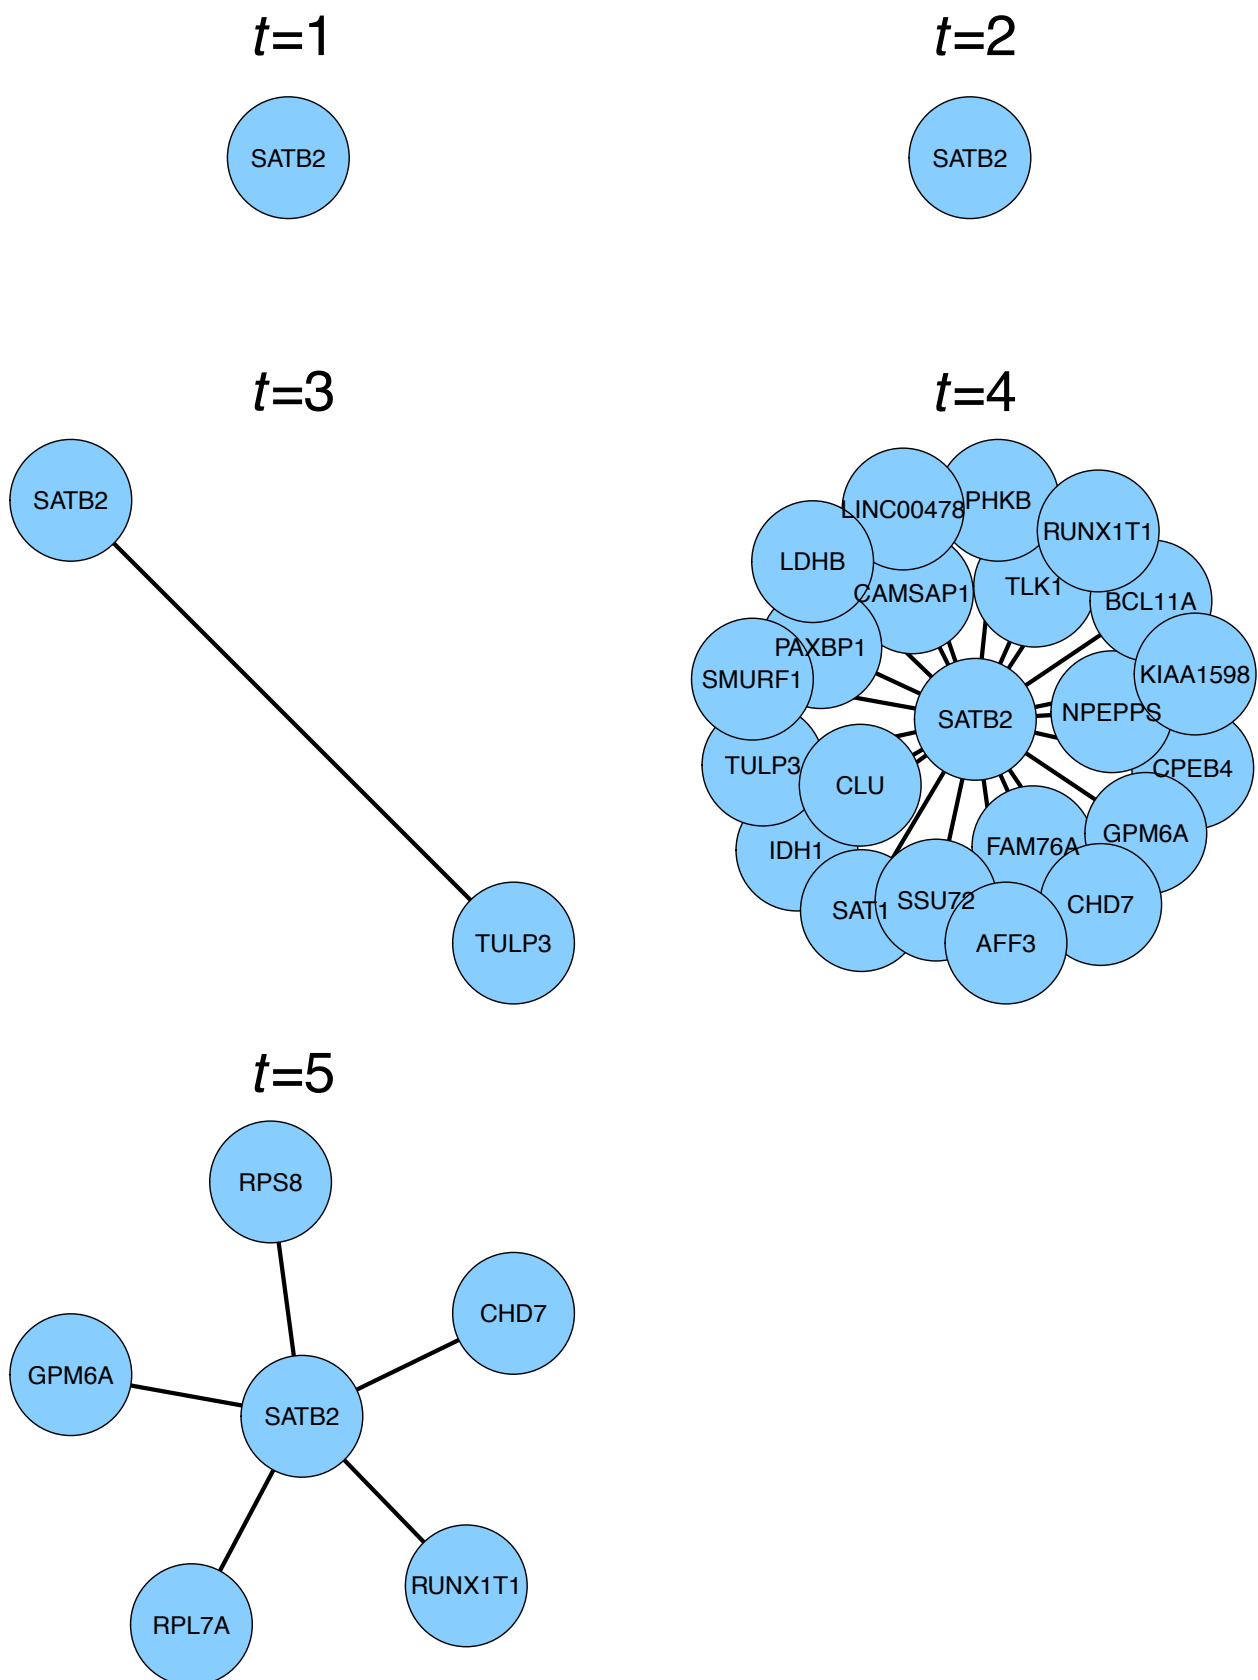 t=1
t=2
SATB2
SATB2
t=3
t=4
SATB2
TULP3
LINC00478
PHKB
RUNX1T1
LDHB
CAMSAP1
TLK1
BCL11A
PAXBP1
SMURF1
KIAA1598
SATB2
NPEPPS
TULP3
CLU
CPEB4
IDH1
FAM76A
GPM6A
SAT1
SSU72
CHD7
AFF3
t=5
RPS8
CHD7
GPM6A
SATB2
RUNX1T1
RPL7A